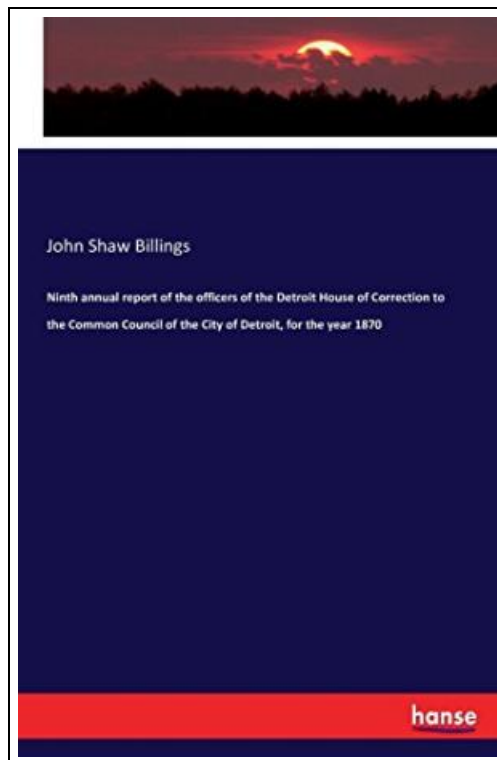 John Shaw Billings
Ninth annual report of the officers of the Detroit House of Correction to
the Common Council of the City of Detroit, for the year 1870
hanse